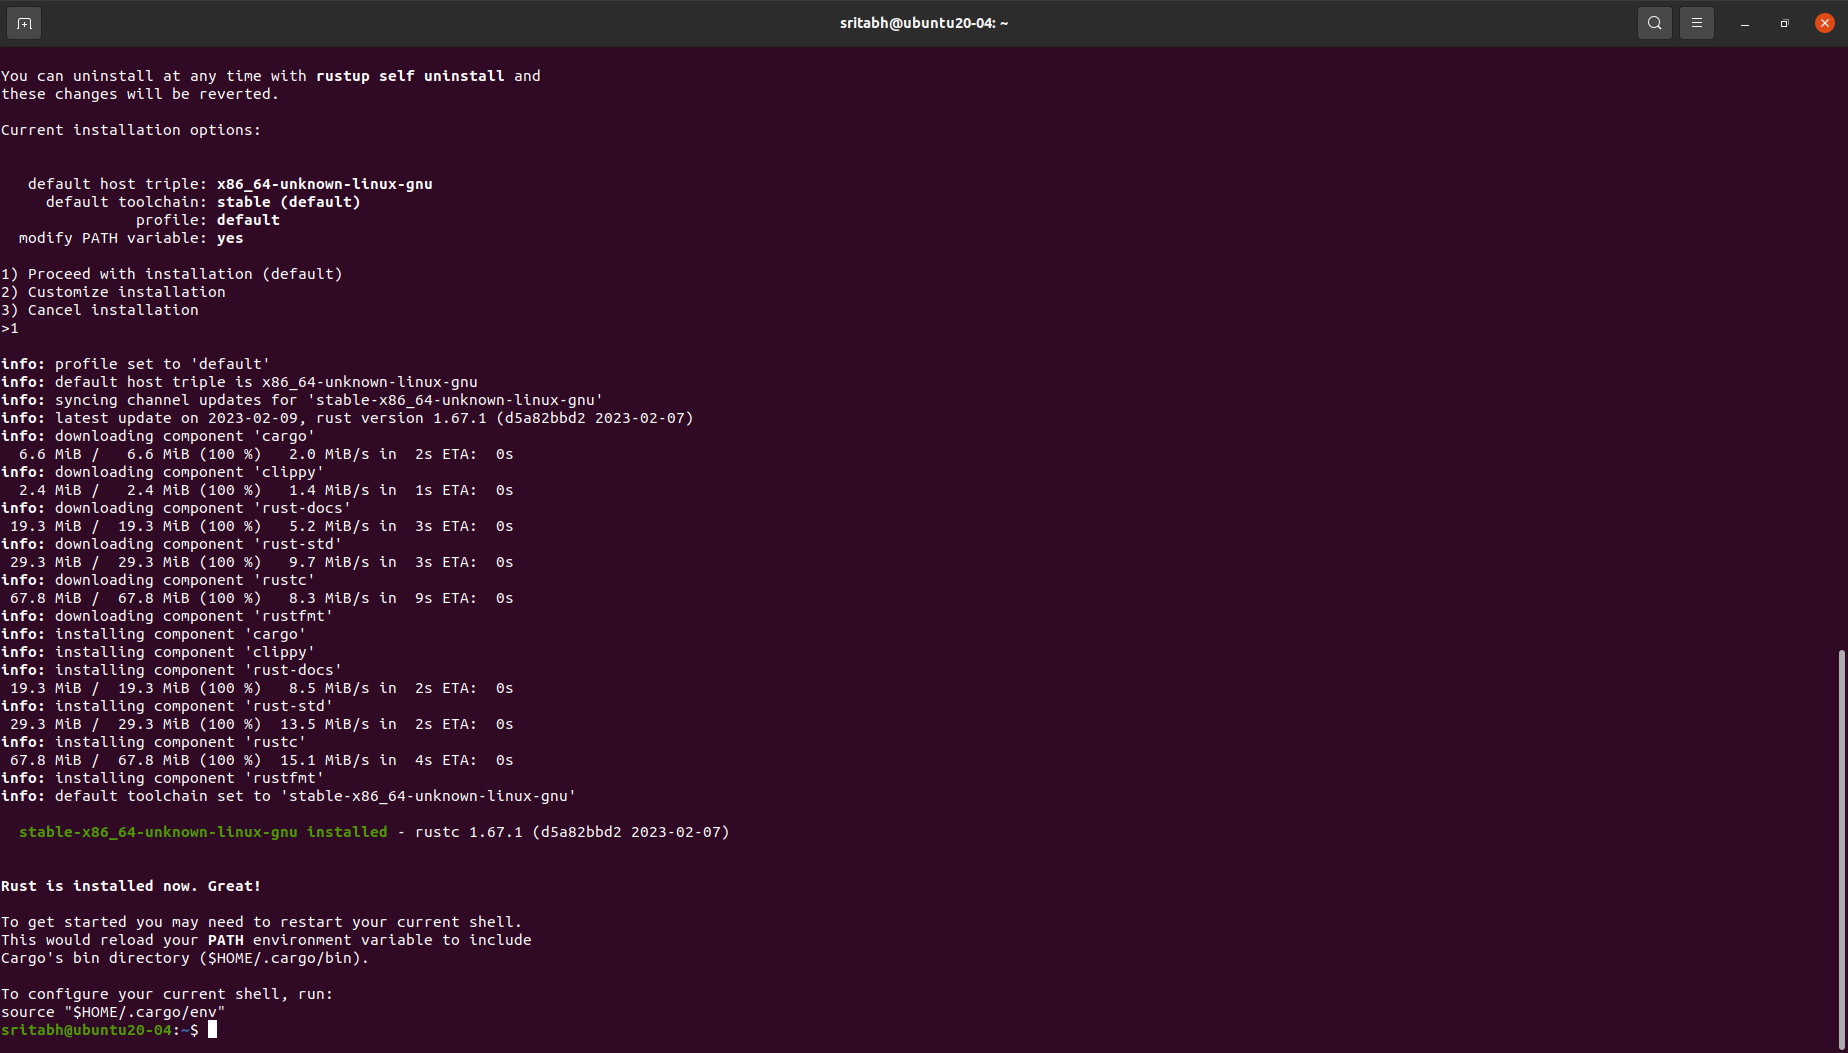 sritabh@ubuntu20-04: ~
You can uninstall at any time with rustup self uninstall and
these changes will be reverted.
Current installation options:
default host triple: x86_64-unknown-linux-gnu
default toolchain: stable (default)
profile: default
modify PATH variable: yes
1) Proceed with installation (default)
2) Customize installation
3) Cancel installation
>1
info: profile set to 'default'
info: default host triple is x86_64-unknown-linux-gnu
info: syncing channel updates for 'stable-x86_64-unknown-linux-gnu'
info: latest update on 2023-02-09, rust version 1.67.1 (d5a82bbd2 2023-02-07)
info: downloading component 'cargo'
6.6 MiB /   6.6 MiB (100 %)   2.0 MiB/s in  2s ETA:  0s
info: downloading component 'clippy'
2.4 MiB /   2.4 MiB (100 %)   1.4 MiB/s in  1s ETA:  0s
info: downloading component 'rust-docs'
19.3 MiB /  19.3 MiB (100 %)   5.2 MiB/s in  3s ETA:  0s
info: downloading component 'rust-std'
29.3 MiB /  29.3 MiB (100 %)   9.7 MiB/s in  3s ETA:  0s
info: downloading component 'rustc'
67.8 MiB /  67.8 MiB (100 %)   8.3 MiB/s in  9s ETA:  0s
info: downloading component 'rustfmt'
info: installing component 'cargo'
info: installing component 'clippy'
info: installing component 'rust-docs'
19.3 MiB /  19.3 MiB (100 %)   8.5 MiB/s in  2s ETA:  0s
info: installing component 'rust-std'
29.3 MiB /  29.3 MiB (100 %)  13.5 MiB/s in  2s ETA:  0s
info: installing component 'rustc'
67.8 MiB /  67.8 MiB (100 %)  15.1 MiB/s in  4s ETA:  0s
info: installing component 'rustfmt'
info: default toolchain set to 'stable-x86_64-unknown-linux-gnu'
stable-x86_64-unknown-linux-gnu installed - rustc 1.67.1 (d5a82bbd2 2023-02-07)
Rust is installed now. Great!
To get started you may need to restart your current shell.
This would reload your PATH environment variable to include
Cargo's bin directory ($HOME/.cargo/bin).
To configure your current shell, run:
source "$HOME/.cargo/env"
sritabh@ubuntu20-04:~$